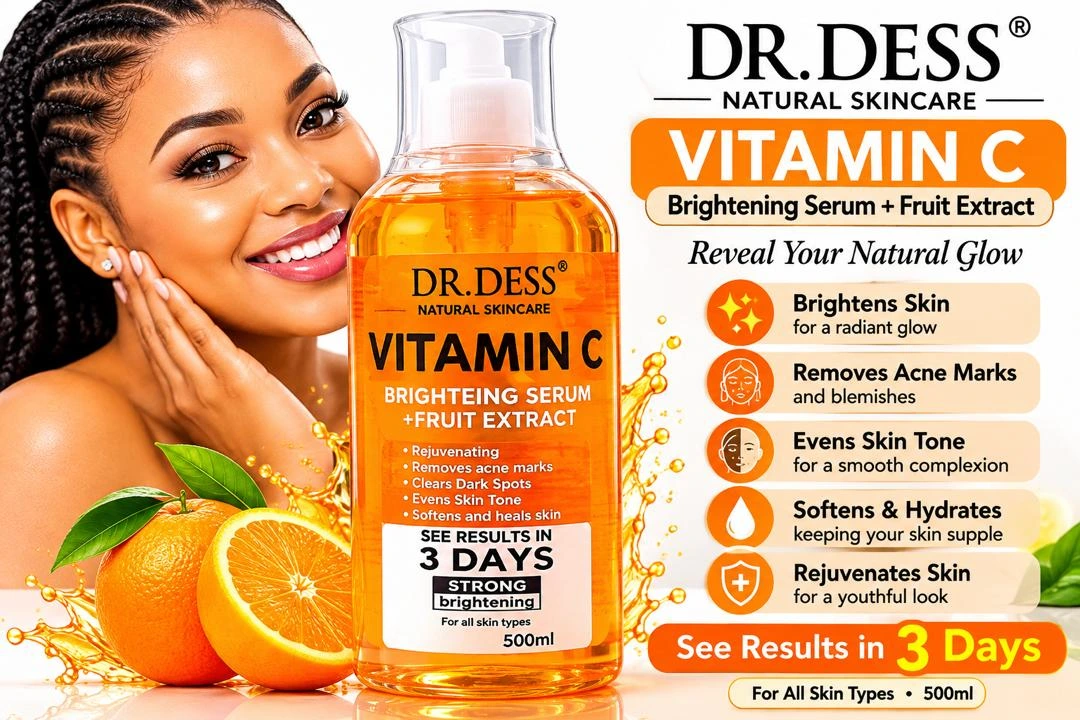 DR.DESS®
NATURAL SKINCARE
VITAMIN C
BRIGHTEING SERUM
+FRUIT EXTRACT
• Rejuvenating
• Removes acne marks
• Clears Dark Spots
• Evens Skin Tone
• Softens and heals skin
SEE RESULTS IN
3 DAYS
STRONG
brightening
For all skin types
500ml
DR.DESS®
NATURAL SKINCARE
VITAMIN C
Brightening Serum + Fruit Extract
Reveal Your Natural Glow
Brightens Skin
for a radiant glow
Removes Acne Marks
and blemishes
Evens Skin Tone
for a smooth complexion
Softens & Hydrates
keeping your skin supple
Rejuvenates Skin
for a youthful look
See Results in 3 Days
For All Skin Types • 500ml